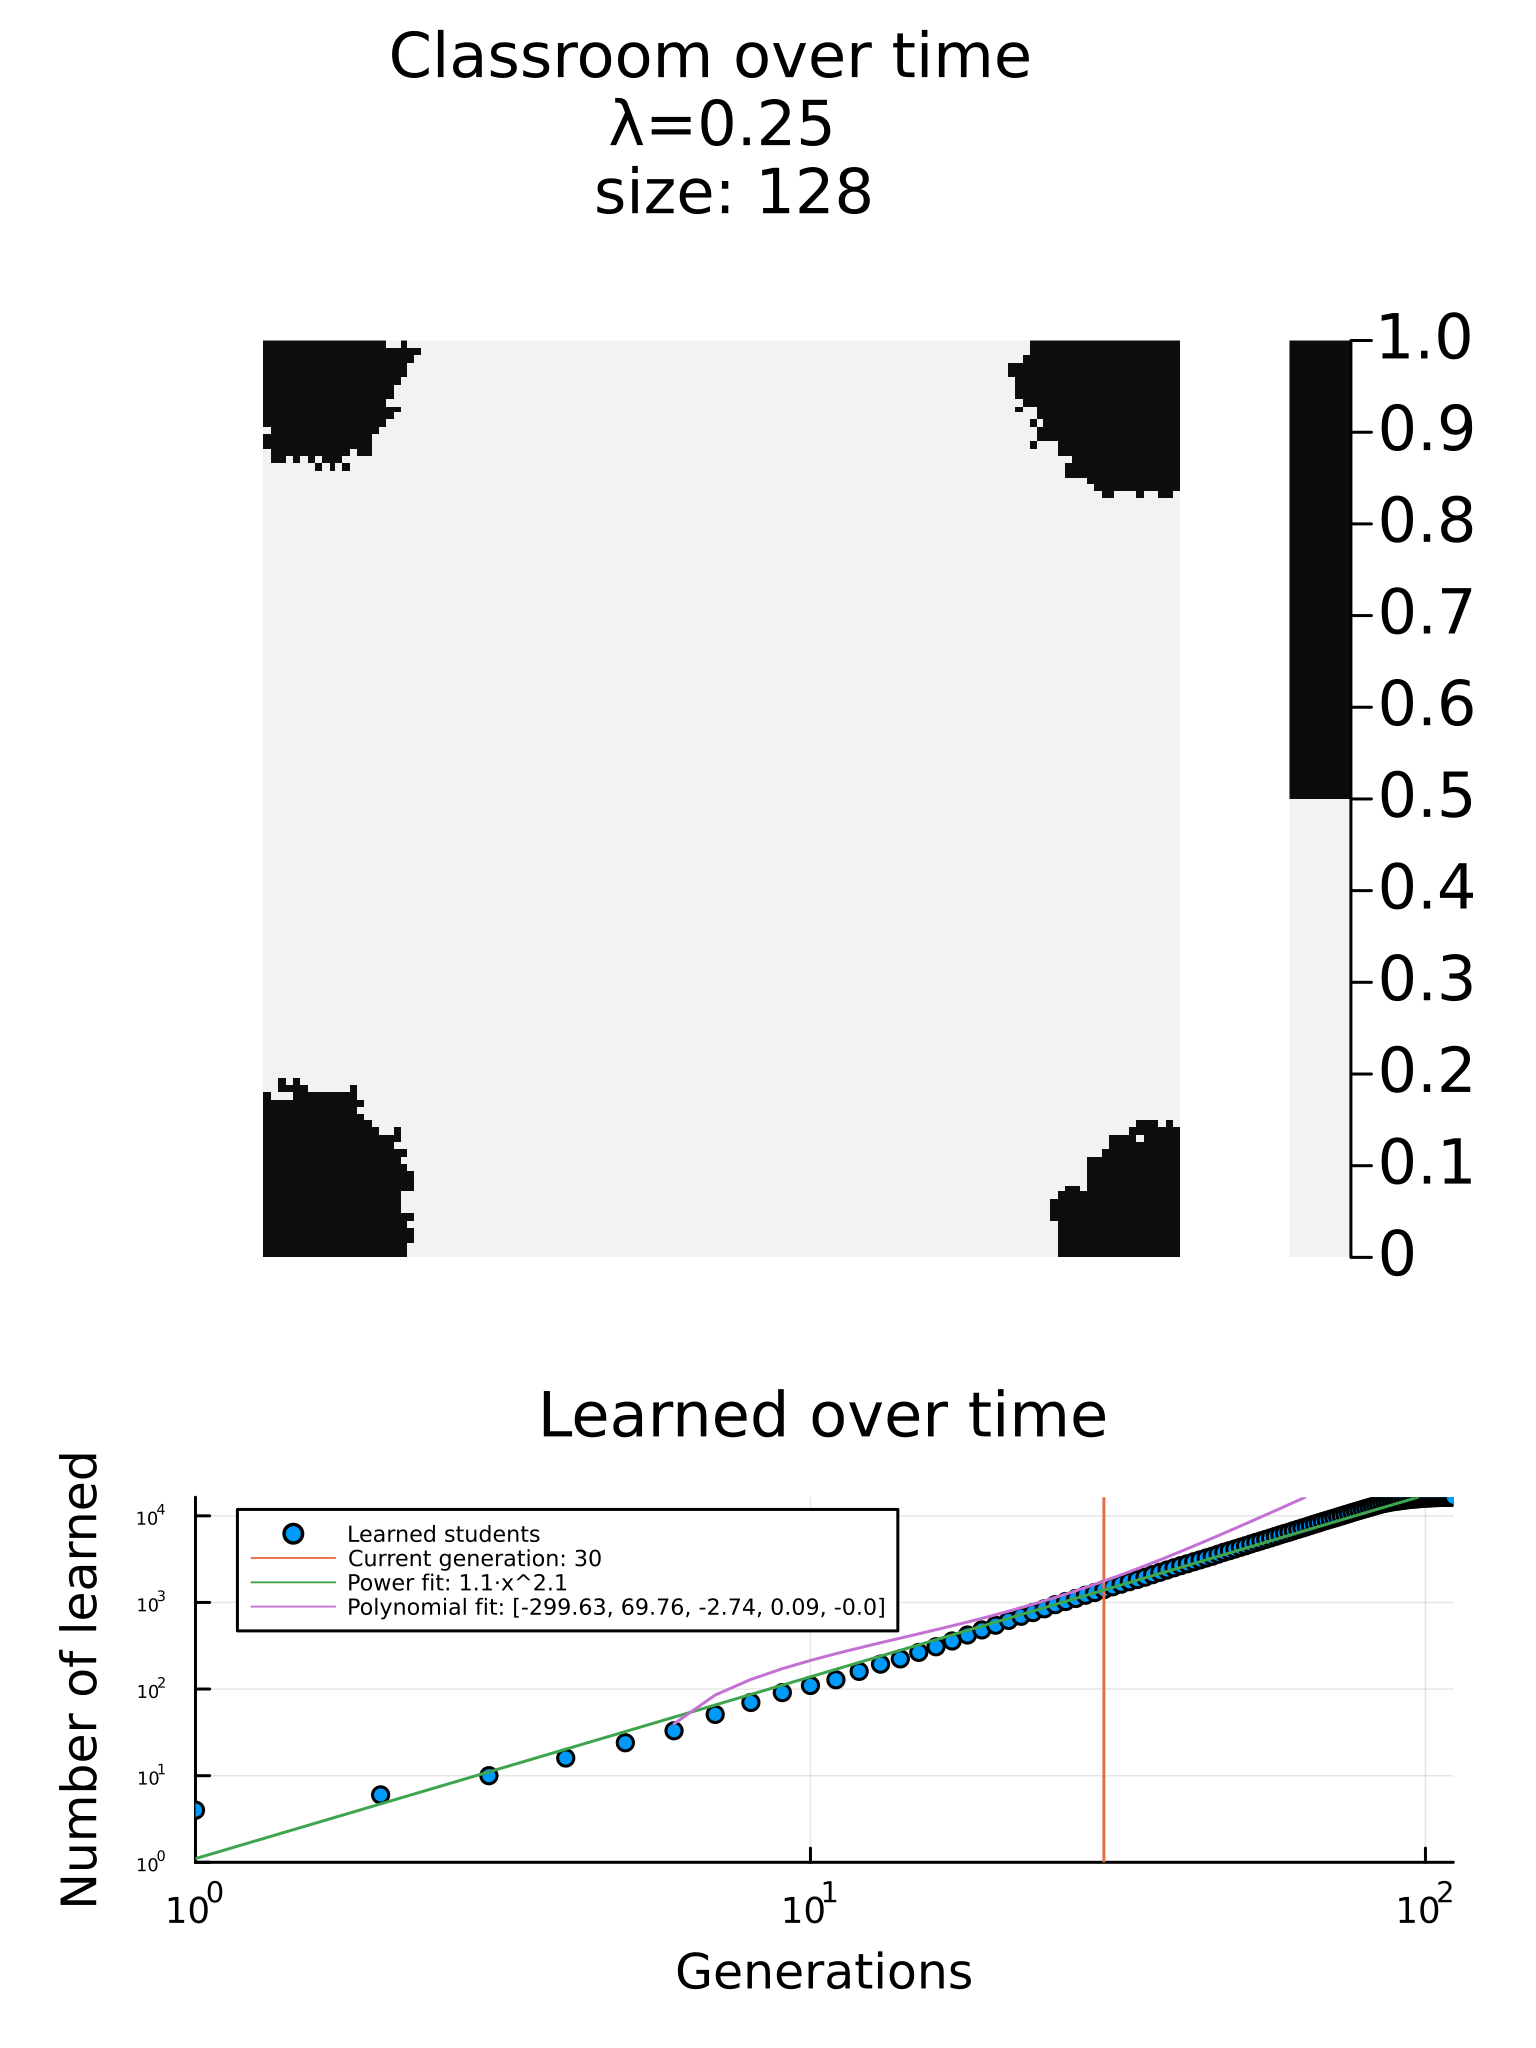 Classroom over time
λ=0.25
size: 128
1.0
0.9
0.8
0.7
0.6
0.5
0.4
0.3
0.2
0.1
0
Learned over time
Number of learned
10^4
10^3
10^2
10^1
10^0
Learned students
Current generation: 30
Power fit: 1.1·x^2.1
Polynomial fit: [-299.63, 69.76, -2.74, 0.09, -0.0]
10^0 10^1 10^2
Generations